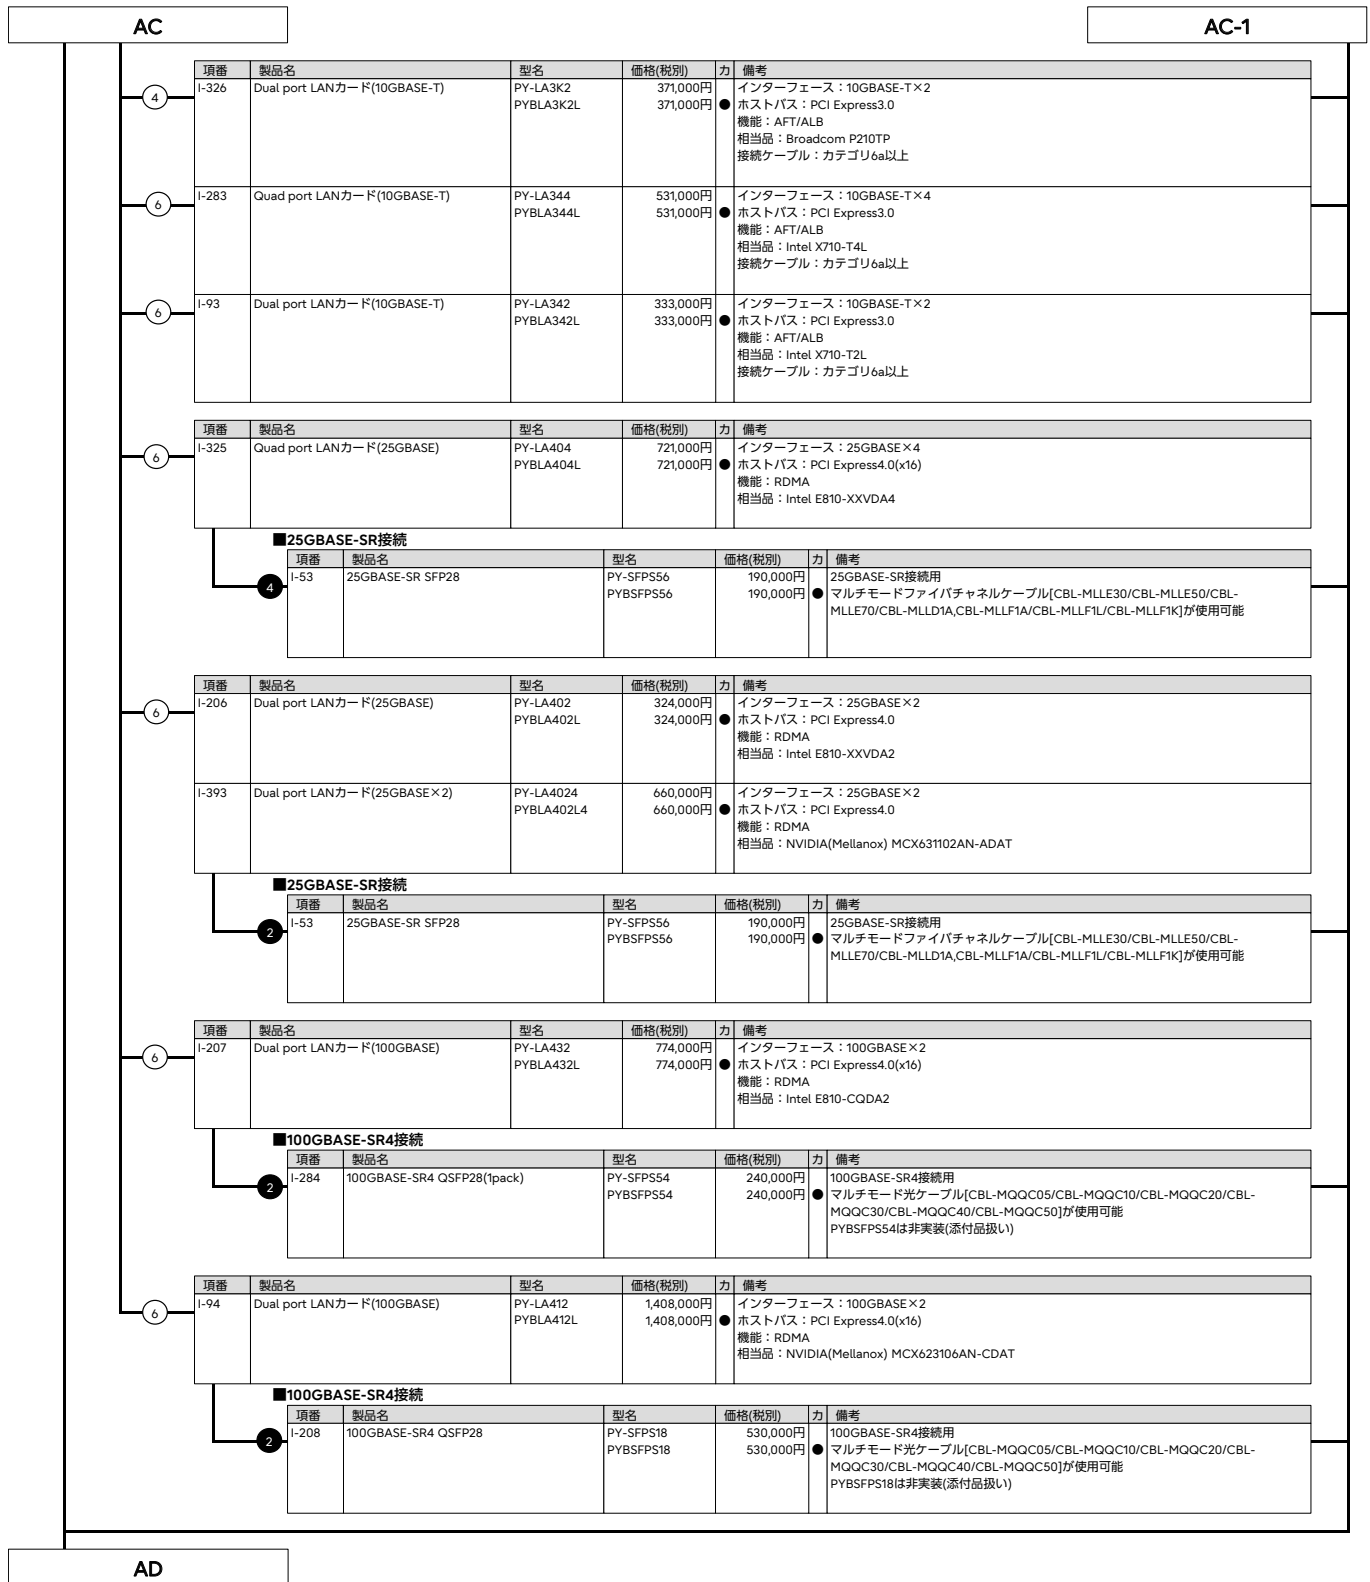 AC
AC-1
項番 製品名 型名 価格(税別) カ 備考
4
I-326 Dual port LANカード(10GBASE-T) PY-LA3K2 371,000円 インターフェース：10GBASE-T×2
PYBLA3K2L 371,000円 ● ホストバス：PCI Express3.0
機能：AFT/ALB
相当品：Broadcom P210TP
接続ケーブル：カテゴリ6a以上
6
I-283 Quad port LANカード(10GBASE-T) PY-LA344 531,000円 インターフェース：10GBASE-T×4
PYBLA344L 531,000円 ● ホストバス：PCI Express3.0
機能：AFT/ALB
相当品：Intel X710-T4L
接続ケーブル：カテゴリ6a以上
6
I-93 Dual port LANカード(10GBASE-T) PY-LA342 333,000円 インターフェース：10GBASE-T×2
PYBLA342L 333,000円 ● ホストバス：PCI Express3.0
機能：AFT/ALB
相当品：Intel X710-T2L
接続ケーブル：カテゴリ6a以上
項番 製品名 型名 価格(税別) カ 備考
6
I-325 Quad port LANカード(25GBASE) PY-LA404 721,000円 インターフェース：25GBASE×4
PYBLA404L 721,000円 ● ホストバス：PCI Express4.0(x16)
機能：RDMA
相当品：Intel E810-XXVDA4
■25GBASE-SR接続
項番 製品名 型名 価格(税別) カ 備考
4
I-53 25GBASE-SR SFP28 PY-SFPS56 190,000円 25GBASE-SR接続用
PYBSFPS56 190,000円 ● マルチモードファイバチャネルケーブル[CBL-MLLE30/CBL-MLLE50/CBL-
MLLE70/CBL-MLLD1A,CBL-MLLF1A/CBL-MLLF1L/CBL-MLLF1K]が使用可能
項番 製品名 型名 価格(税別) カ 備考
6
I-206 Dual port LANカード(25GBASE) PY-LA402 324,000円 インターフェース：25GBASE×2
PYBLA402L 324,000円 ● ホストバス：PCI Express4.0
機能：RDMA
相当品：Intel E810-XXVDA2
I-393 Dual port LANカード(25GBASE×2) PY-LA4024 660,000円 インターフェース：25GBASE×2
PYBLA402L4 660,000円 ● ホストバス：PCI Express4.0
機能：RDMA
相当品：NVIDIA(Mellanox) MCX631102AN-ADAT
■25GBASE-SR接続
項番 製品名 型名 価格(税別) カ 備考
2
I-53 25GBASE-SR SFP28 PY-SFPS56 190,000円 25GBASE-SR接続用
PYBSFPS56 190,000円 ● マルチモードファイバチャネルケーブル[CBL-MLLE30/CBL-MLLE50/CBL-
MLLE70/CBL-MLLD1A,CBL-MLLF1A/CBL-MLLF1L/CBL-MLLF1K]が使用可能
項番 製品名 型名 価格(税別) カ 備考
6
I-207 Dual port LANカード(100GBASE) PY-LA432 774,000円 インターフェース：100GBASE×2
PYBLA432L 774,000円 ● ホストバス：PCI Express4.0(x16)
機能：RDMA
相当品：Intel E810-CQDA2
■100GBASE-SR4接続
項番 製品名 型名 価格(税別) カ 備考
2
I-284 100GBASE-SR4 QSFP28(1pack) PY-SFPS54 240,000円 100GBASE-SR4接続用
PYBSFPS54 240,000円 ● マルチモード光ケーブル[CBL-MQQC05/CBL-MQQC10/CBL-MQQC20/CBL-
MQQC30/CBL-MQQC40/CBL-MQQC50]が使用可能
PYBSFPS54は非実装(添付品扱い)
項番 製品名 型名 価格(税別) カ 備考
6
I-94 Dual port LANカード(100GBASE) PY-LA412 1,408,000円 インターフェース：100GBASE×2
PYBLA412L 1,408,000円 ● ホストバス：PCI Express4.0(x16)
機能：RDMA
相当品：NVIDIA(Mellanox) MCX623106AN-CDAT
■100GBASE-SR4接続
項番 製品名 型名 価格(税別) カ 備考
2
I-208 100GBASE-SR4 QSFP28 PY-SFPS18 530,000円 100GBASE-SR4接続用
PYBSFPS18 530,000円 ● マルチモード光ケーブル[CBL-MQQC05/CBL-MQQC10/CBL-MQQC20/CBL-
MQQC30/CBL-MQQC40/CBL-MQQC50]が使用可能
PYBSFPS18は非実装(添付品扱い)
AD